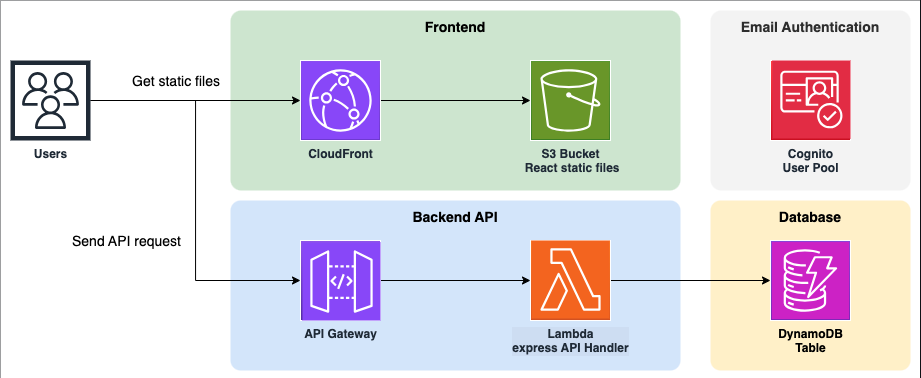 Frontend
Email Authentication
Get static files
Users
CloudFront
S3 Bucket
React static files
Cognito
User Pool
Backend API
Database
Send API request
</>
API Gateway
Lambda
express API Handler
DynamoDB
Table